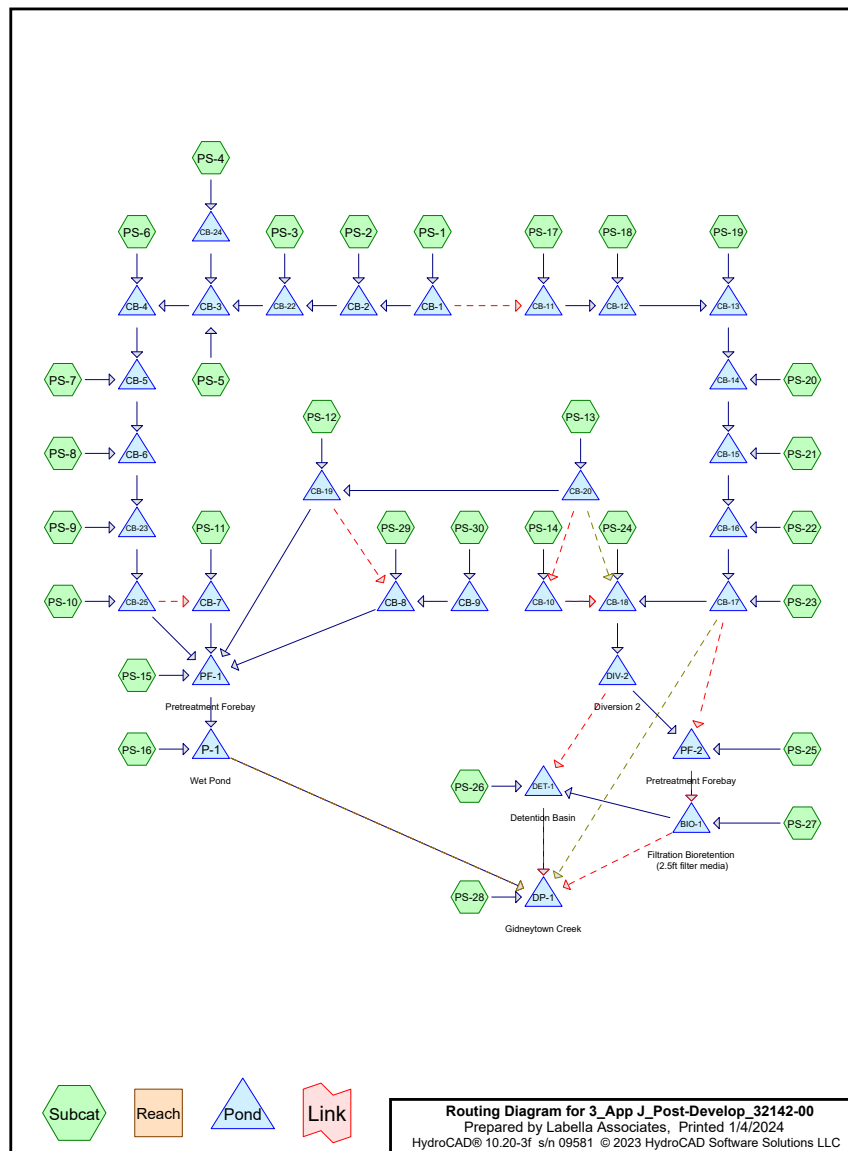 PS-4
CB-24
PS-6
PS-3
PS-2
PS-1
PS-17
PS-18
PS-19
CB-4
CB-3
CB-22
CB-2
CB-1
CB-11
CB-12
CB-13
PS-7
CB-5
PS-5
CB-14
PS-20
PS-12
PS-13
PS-8
CB-6
CB-15
PS-21
CB-19
CB-20
PS-9
CB-23
PS-11
PS-29
PS-30
PS-14
PS-24
CB-16
PS-22
PS-10
CB-25
CB-7
CB-8
CB-9
CB-10
CB-18
CB-17
PS-23
PS-15
PF-1
Pretreatment Forebay
DIV-2
Diversion 2
PS-16
P-1
Wet Pond
PF-2
Pretreatment Forebay
PS-25
PS-26
DET-1
Detention Basin
BIO-1
Filtration Bioretention
(2.5ft filter media)
PS-27
PS-28
DP-1
Gidneytown Creek
Subcat
Reach
Pond
Link
Routing Diagram for 3_App J_Post-Develop_32142-00
Prepared by Labella Associates, Printed 1/4/2024
HydroCAD® 10.20-3f s/n 09581 © 2023 HydroCAD Software Solutions LLC